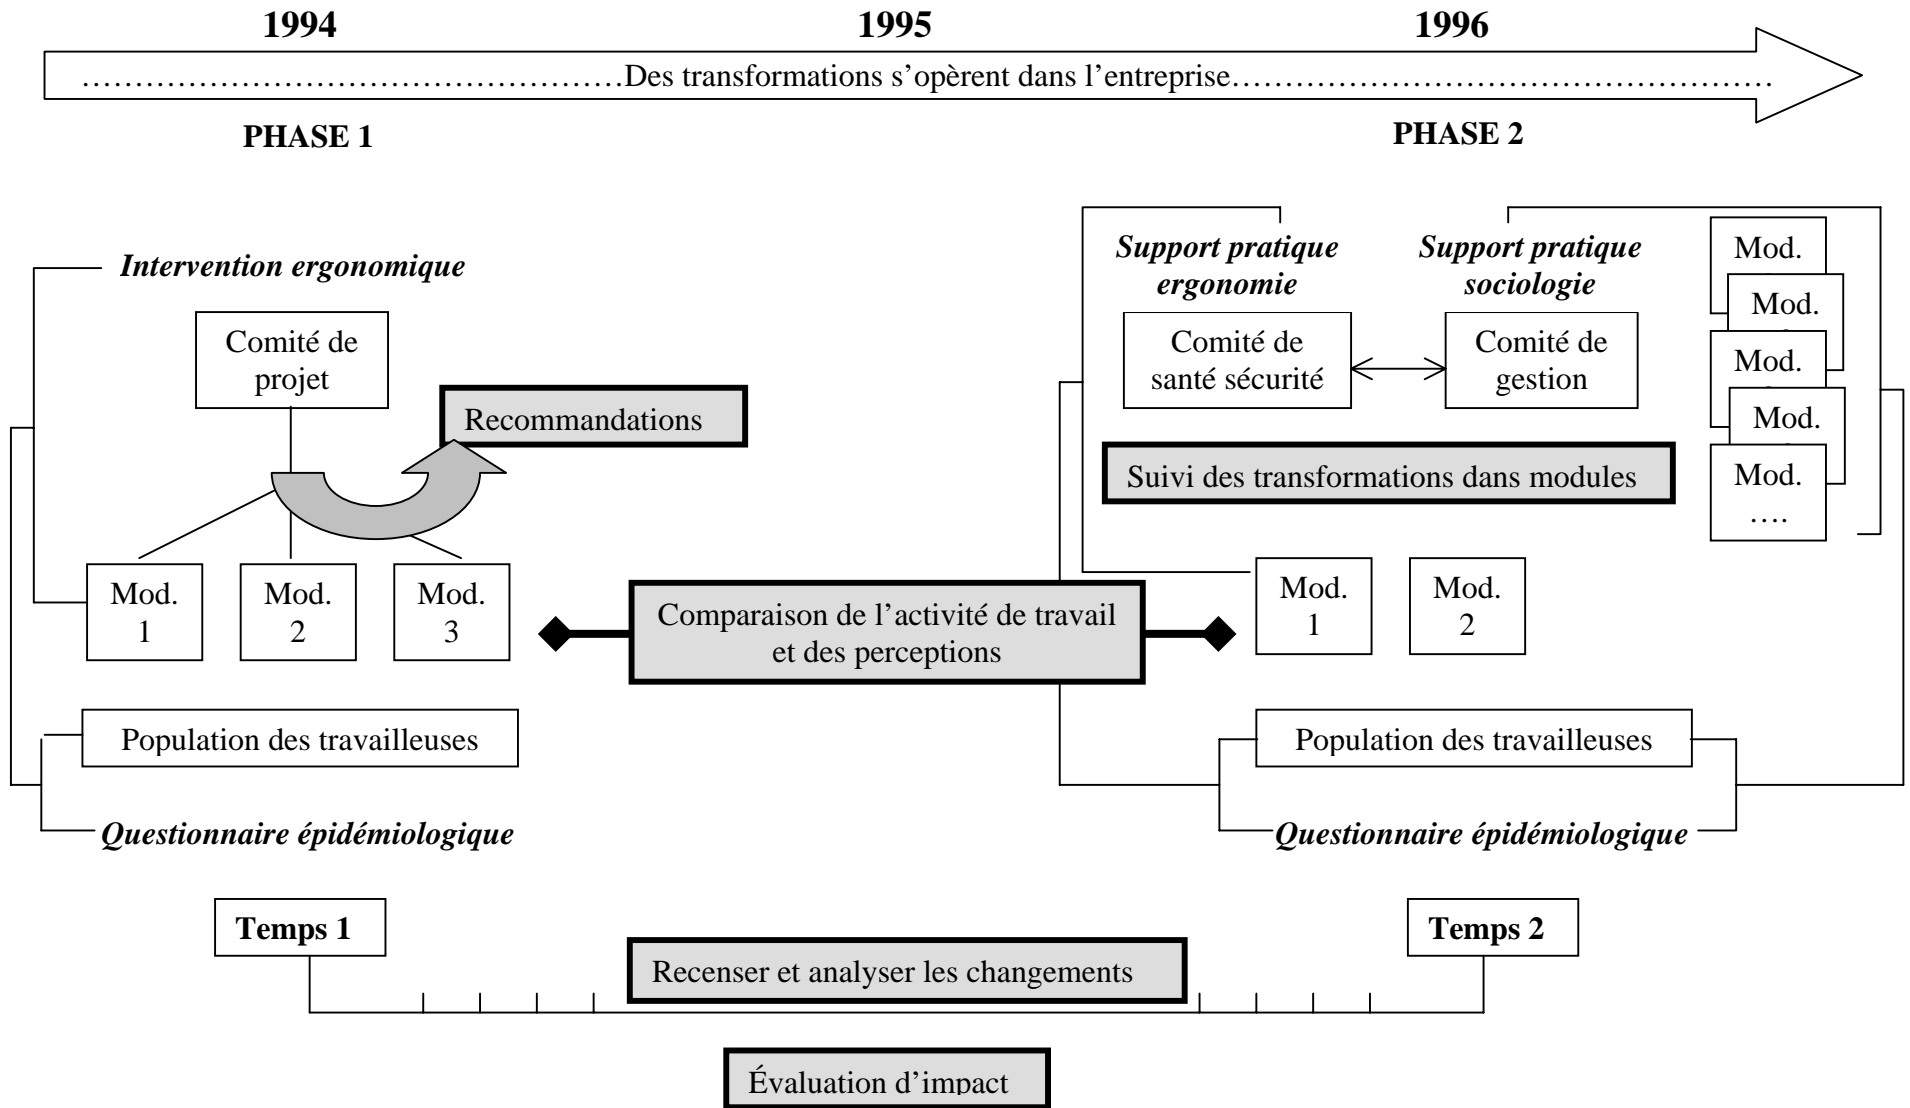 1994
1995
1996
……………………………………………Des transformations s’opèrent dans l’entreprise……………………………………………
PHASE 1
PHASE 2
Intervention ergonomique
Comité de
projet
Recommandations
Mod.
1
Mod.
2
Mod.
3
Population des travailleuses
Questionnaire épidémiologique
Comparaison de l’activité de travail
et des perceptions
Support pratique
ergonomie
Support pratique
sociologie
Comité de
santé sécurité
Comité de
gestion
Suivi des transformations dans modules
Mod.
Mod.
Mod.
Mod.
Mod.
….
Mod.
1
Mod.
2
Population des travailleuses
Questionnaire épidémiologique
Temps 1
Temps 2
Recenser et analyser les changements
Évaluation d’impact